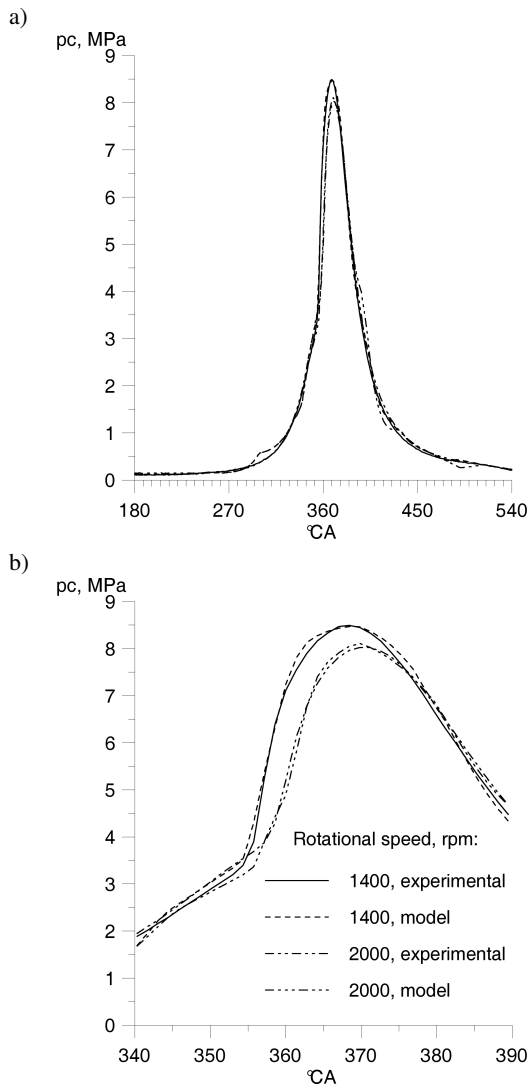 a)
pc, MPa
9
8
7
6
5
4
3
2
1
0
180 270 360 450 540
°CA
b)
pc, MPa
9
8
7
6
5
4
3
2
1
0
Rotational speed, rpm:
1400, experimental
1400, model
2000, experimental
2000, model
340 350 360 370 380 390
°CA